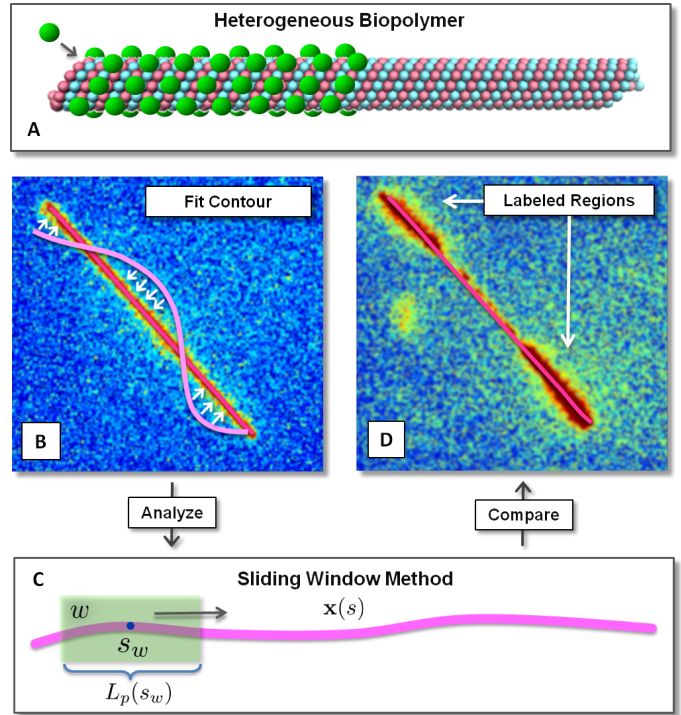 Heterogeneous Biopolymer
A
Fit Contour
B
Labeled Regions
D
Analyze
Compare
C
Sliding Window Method
w
x(s)
s_w
L_p(s_w)